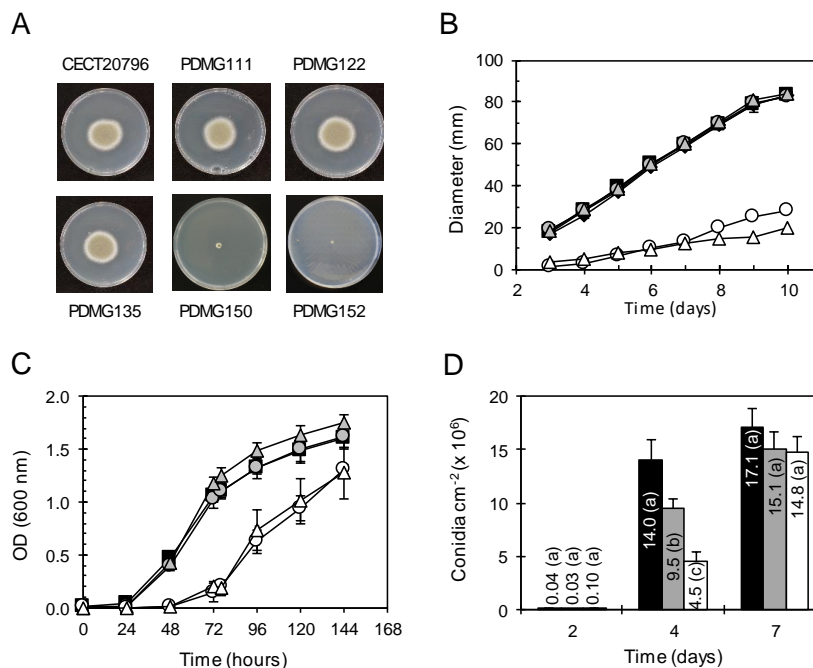 A
CECT20796 PDMG111 PDMG122
PDMG135 PDMG150 PDMG152
B
Diameter (mm)
100
80
60
40
20
0
2 4 6 8 10
Time (days)
C
OD (600 nm)
2.0
1.5
1.0
0.5
0.0
0 24 48 72 96 120 144 168
Time (hours)
D
Conidia cm⁻² (x 10⁶)
20
15
10
5
0
0.04 (a)
0.03 (a)
0.10 (a)
14.0 (a)
9.5 (b)
4.5 (c)
17.1 (a)
15.1 (a)
14.8 (a)
2 4 7
Time (days)